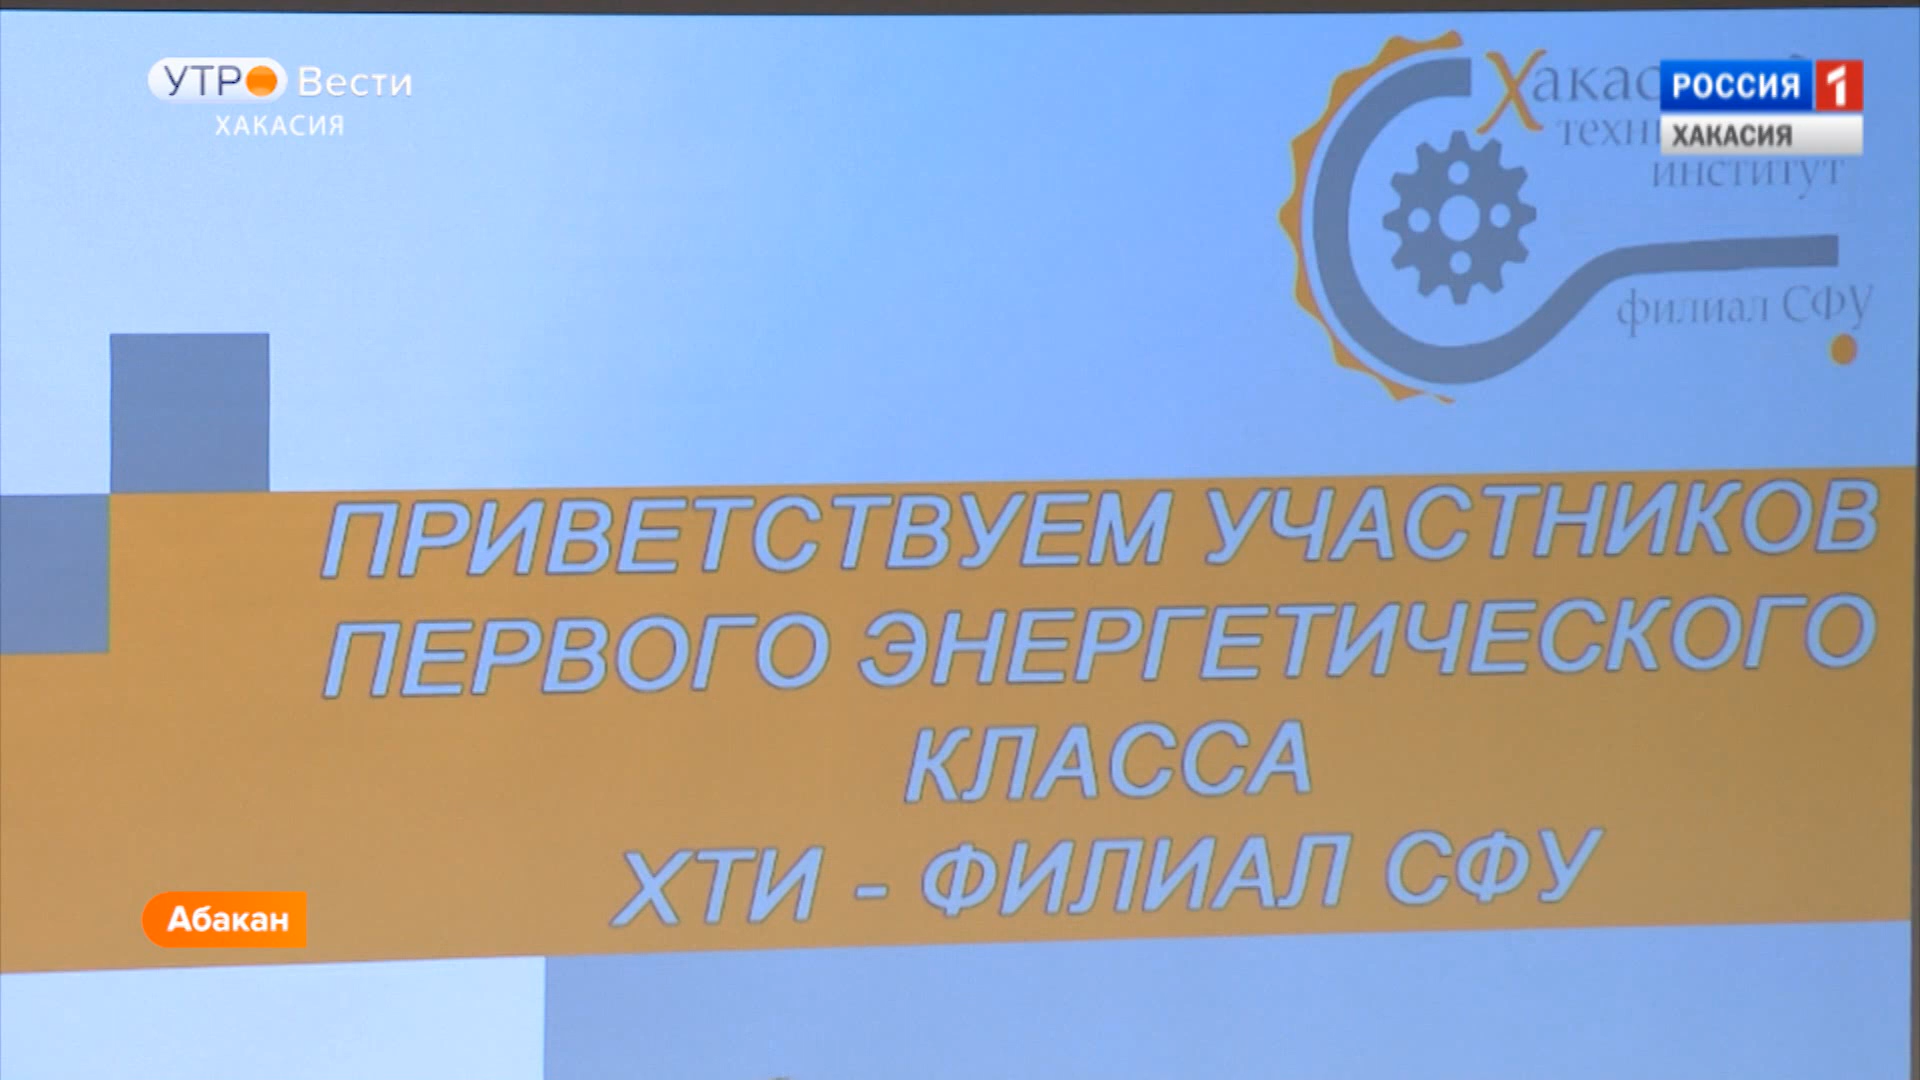 УТРО Вести
ХАКАСИЯ
РОССИЯ 1
ХАКАСИЯ
институт
филиал СФУ
ПРИВЕТСТВУЕМ УЧАСТНИКОВ
ПЕРВОГО ЭНЕРГЕТИЧЕСКОГО
КЛАССА
ХТИ - ФИЛИАЛ СФУ
Абакан